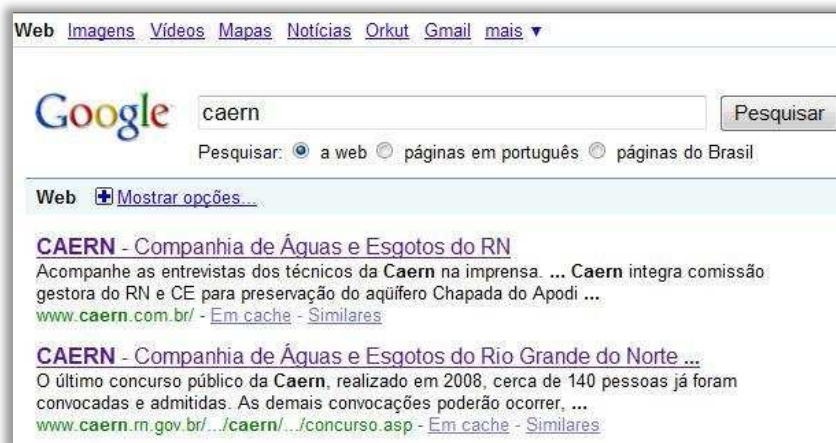 Web Imagens Vídeos Mapas Notícias Orkut Gmail mais ▼
Google caern Pesquisar
Pesquisar: a web páginas em português páginas do Brasil
Web Mostrar opções...
CAERN - Companhia de Águas e Esgotos do RN
Acompanhe as entrevistas dos técnicos da Caern na imprensa. ... Caern integra comissão
gestora do RN e CE para preservação do aqüífero Chapada do Apodi ...
www.caern.com.br/ - Em cache - Similares
CAERN - Companhia de Águas e Esgotos do Rio Grande do Norte ...
O último concurso público da Caern, realizado em 2008, cerca de 140 pessoas já foram
convocadas e admitidas. As demais convocações poderão ocorrer, ...
www.caern.rn.gov.br/.../caern/.../concurso.asp - Em cache - Similares